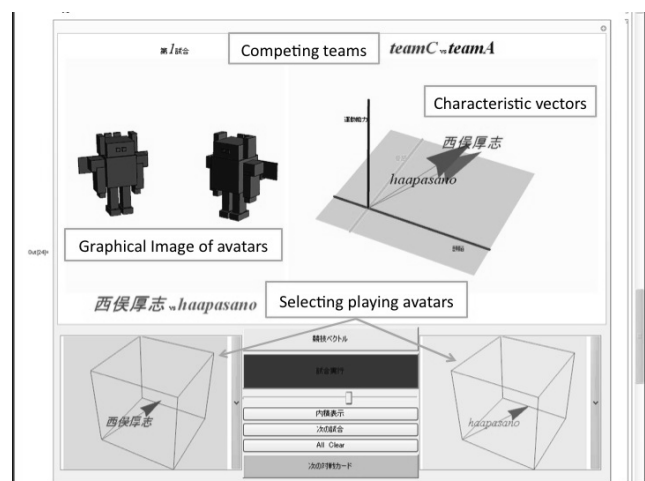 第1試合
Competing teams
teamC vs teamA
Characteristic vectors
運動能力
西俣厚志
haapasano
Graphical Image of avatars
Out[24]=
西俣厚志 vs haapasano
Selecting playing avatars
競技ベクトル
試合実行
西俣厚志
内積表示
haapasano
次の試合
All Clear
次の対戦カード